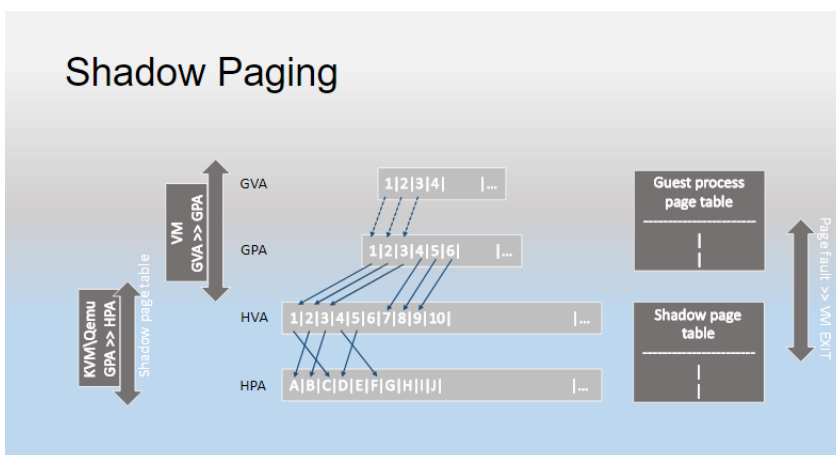 Shadow Paging
GVA
1|2|3|4| |...
VM
GVA >> GPA
GPA
1|2|3|4|5|6| |...
KVM\Qemu
GPA >> HPA
Shadow pagetable
HVA
1|2|3|4|5|6|7|8|9|10| |...
HPA
A|B|C|D|E|F|G|H|I|J| |...
Guest process
page table
-------------------------
|
|
Shadow page
table
-------------------------
|
|
Page fault >> VM EXIT